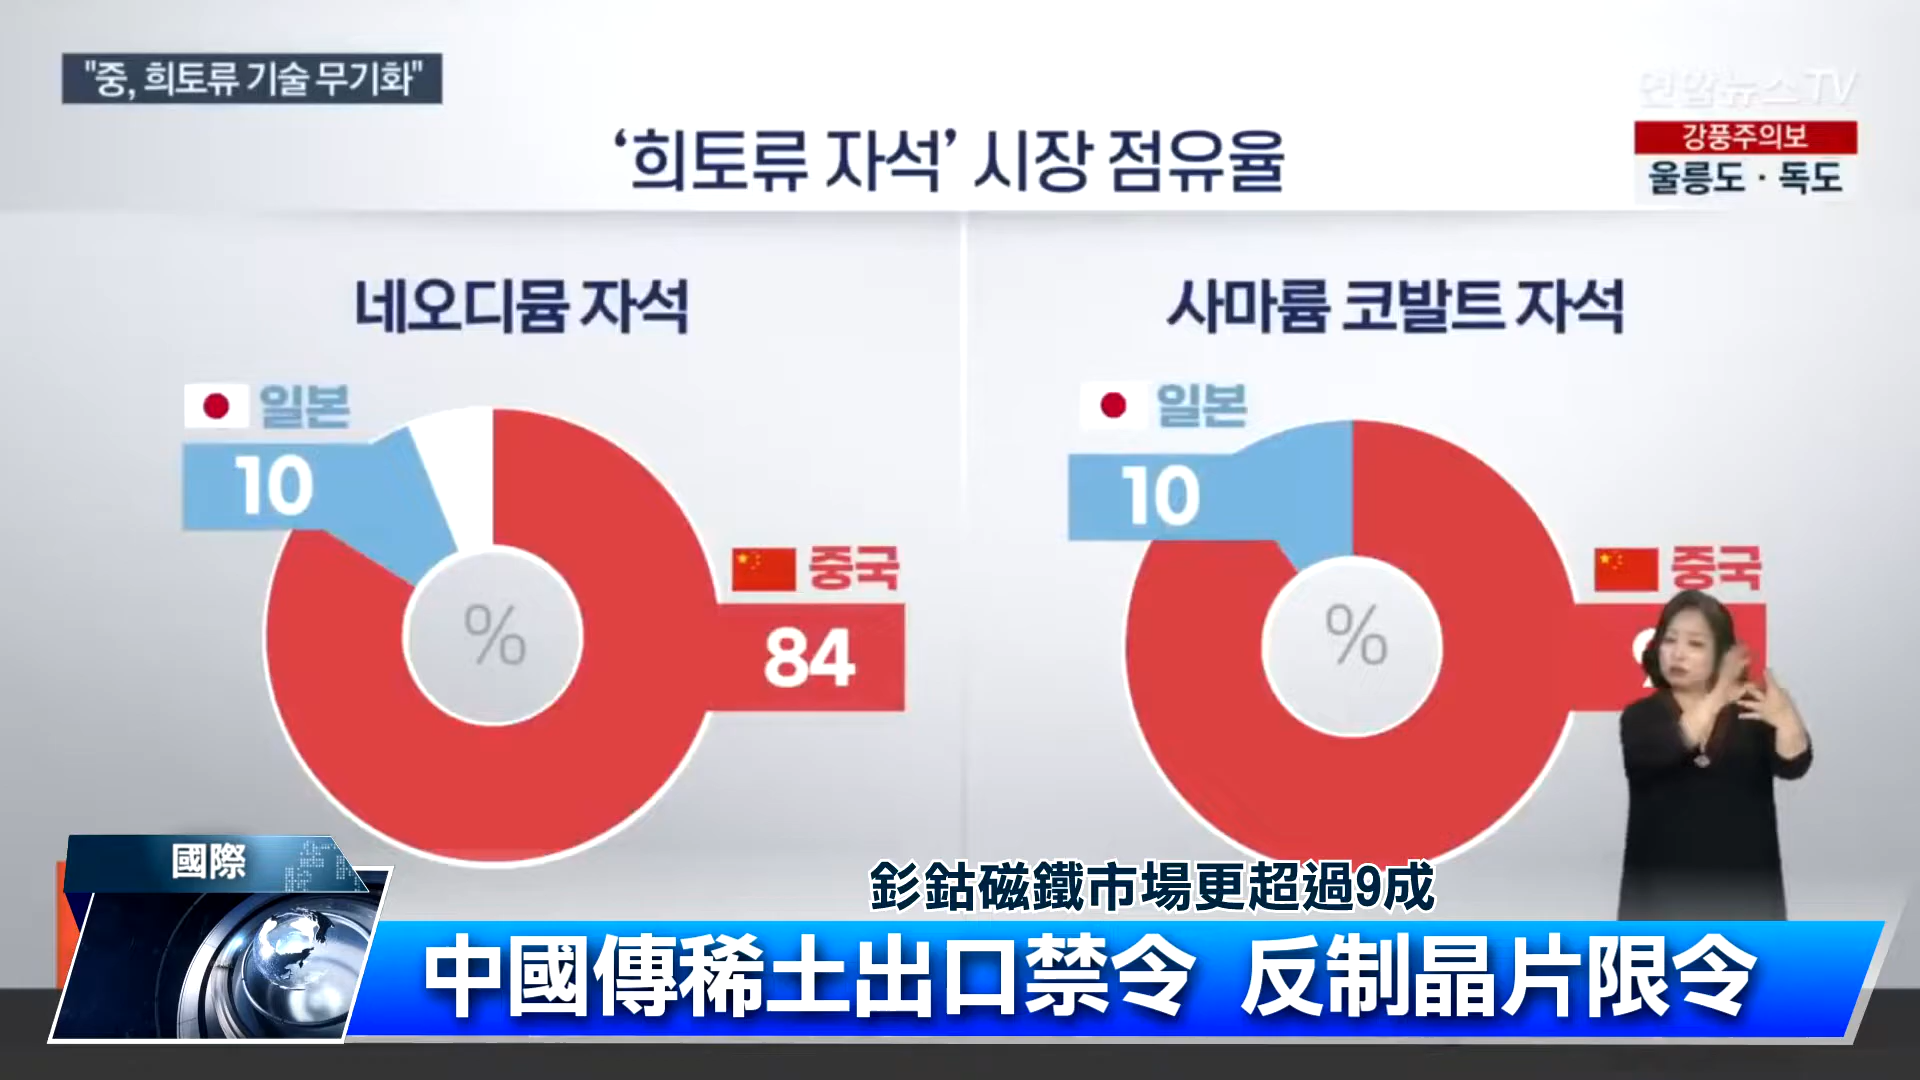 "중, 희토류 기술 무기화"
연합뉴스TV
강풍주의보
울릉도 · 독도
‘희토류 자석’ 시장 점유율
네오디뮴 자석
일본
10
중국
84
%
사마륨 코발트 자석
일본
10
중국
%
國際
釤鈷磁鐵市場更超過9成
中國傳稀土出口禁令 反制晶片限令